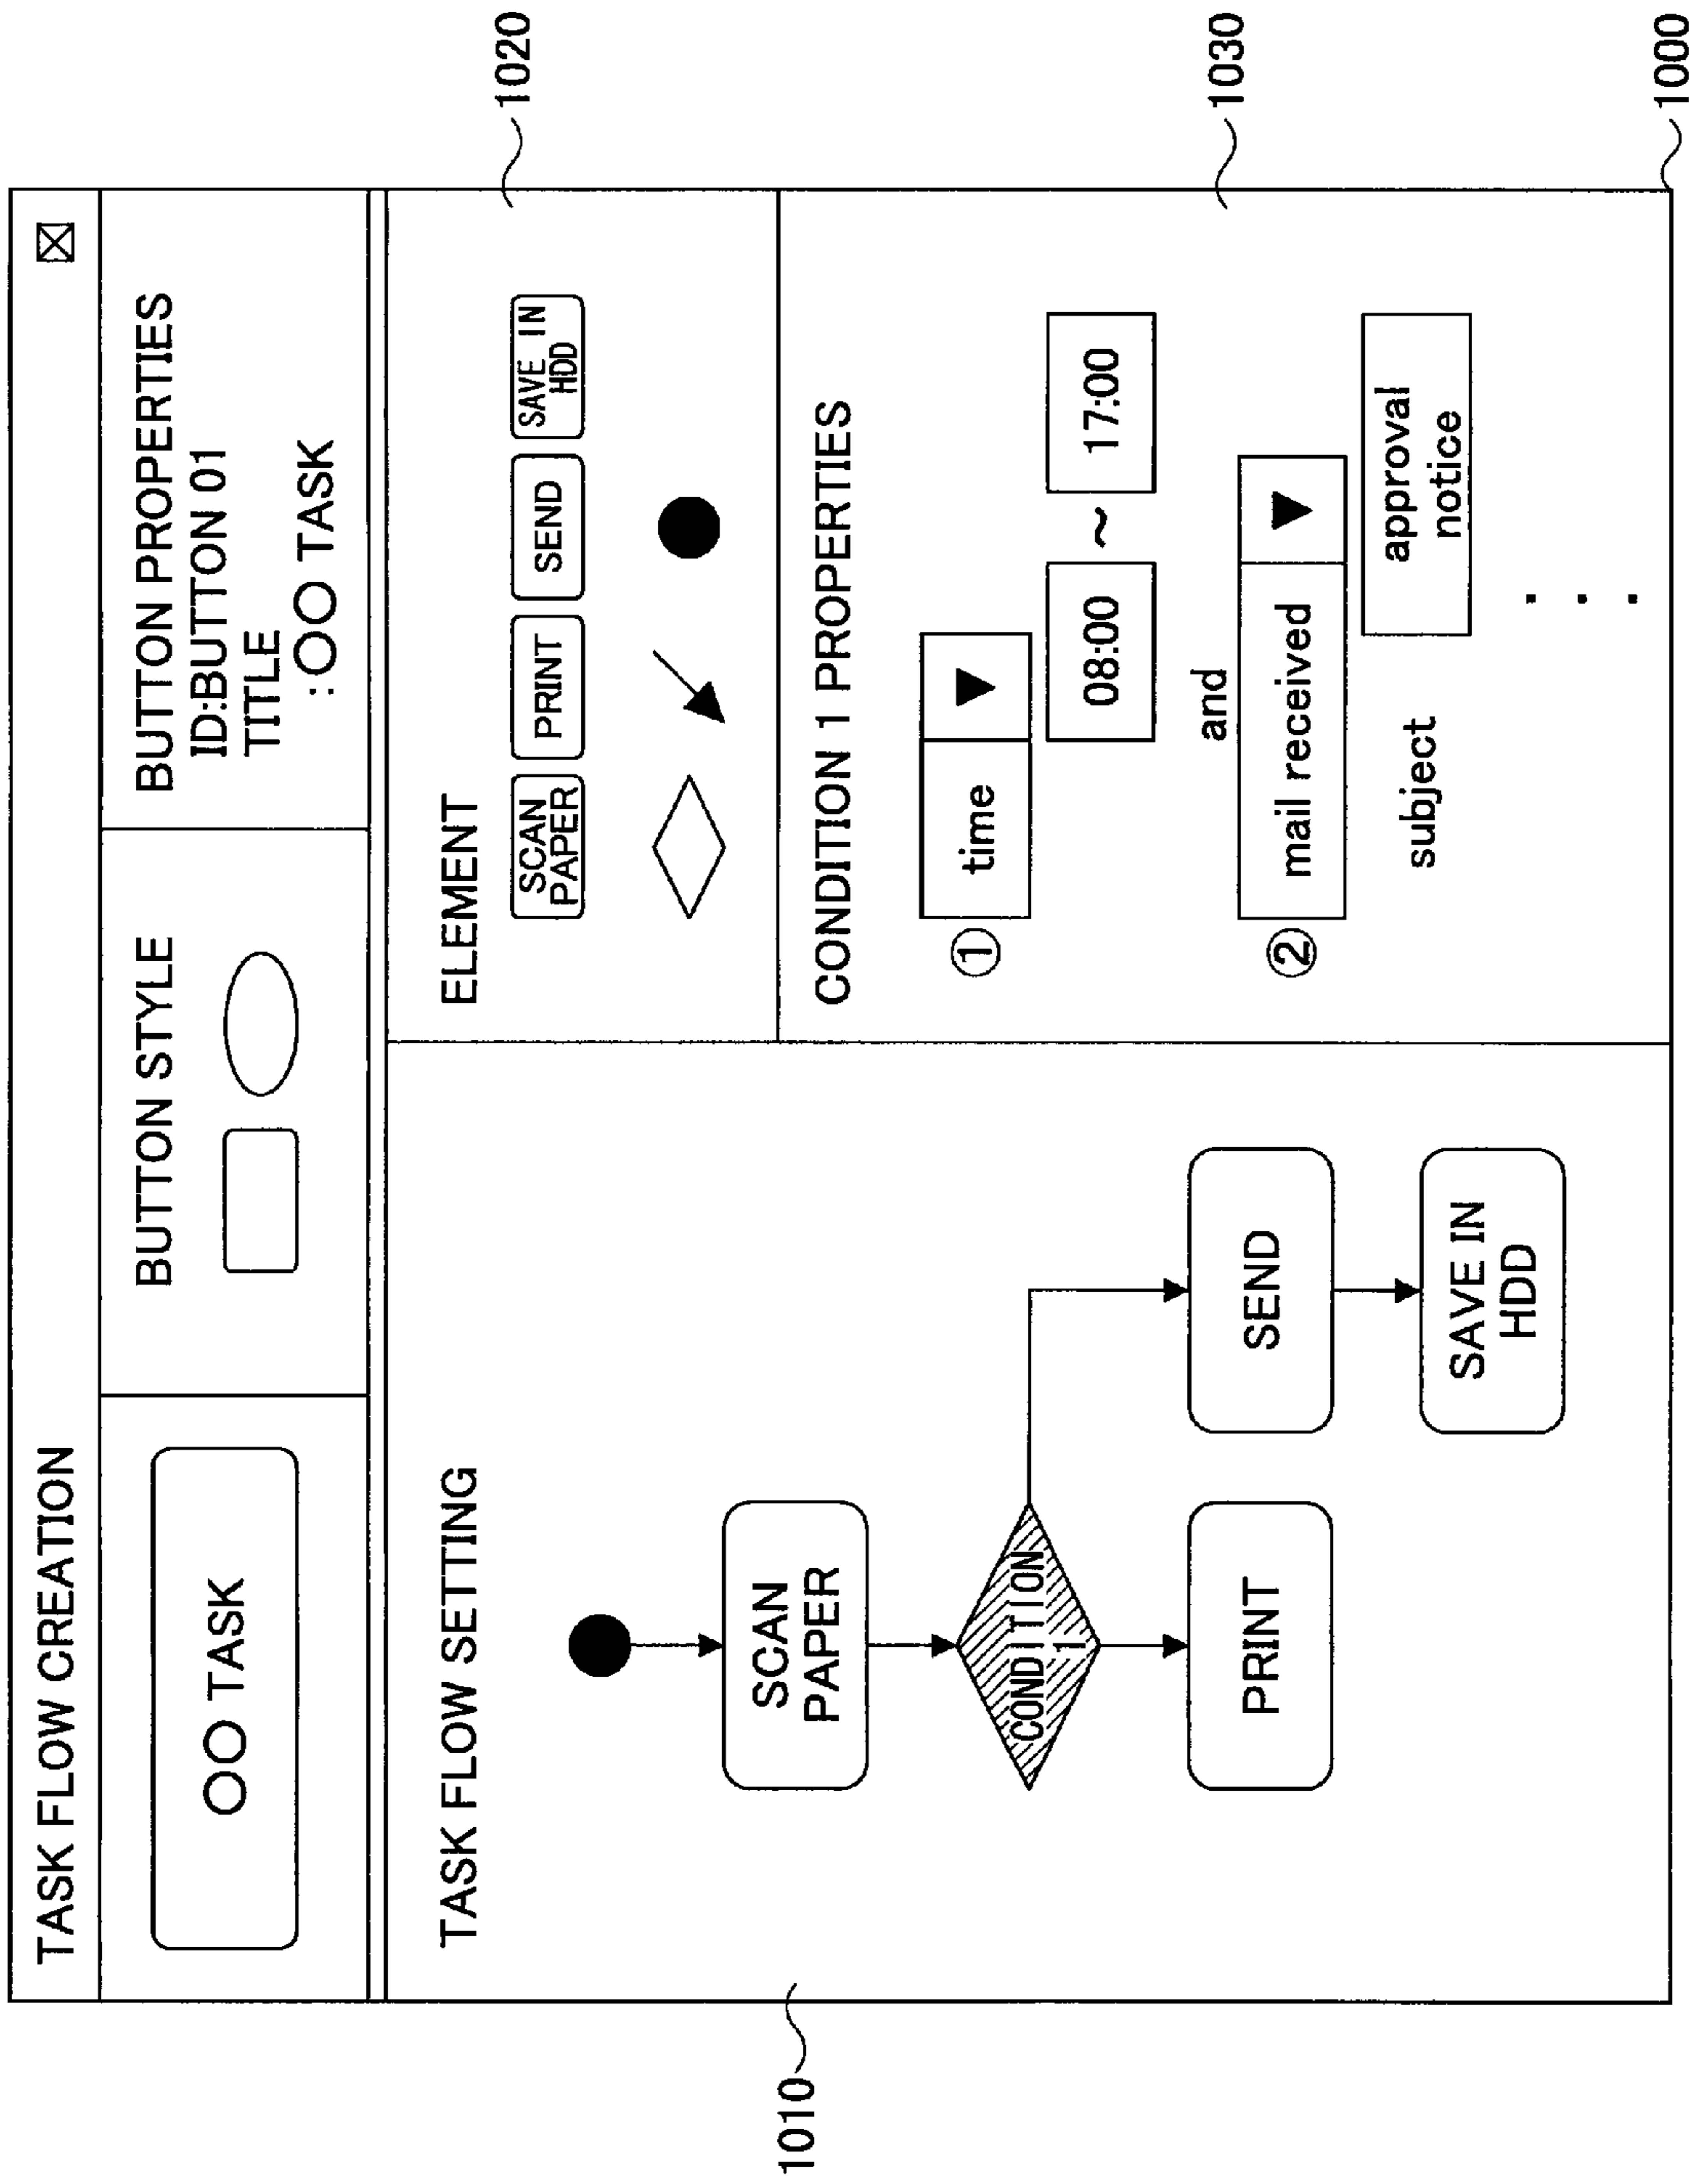 TASK FLOW CREATION
○○ TASK
BUTTON STYLE
BUTTON PROPERTIES
ID:BUTTON 01
TITLE
:○○ TASK
TASK FLOW SETTING
SCAN
PAPER
CONDITION
1
PRINT
SEND
SAVE IN
HDD
ELEMENT
SCAN
PAPER
PRINT
SEND
SAVE IN
HDD
CONDITION 1 PROPERTIES
① time ▼
08:00 ~ 17:00
and
② mail received ▼
subject
approval
notice
1010
1020
1030
1000